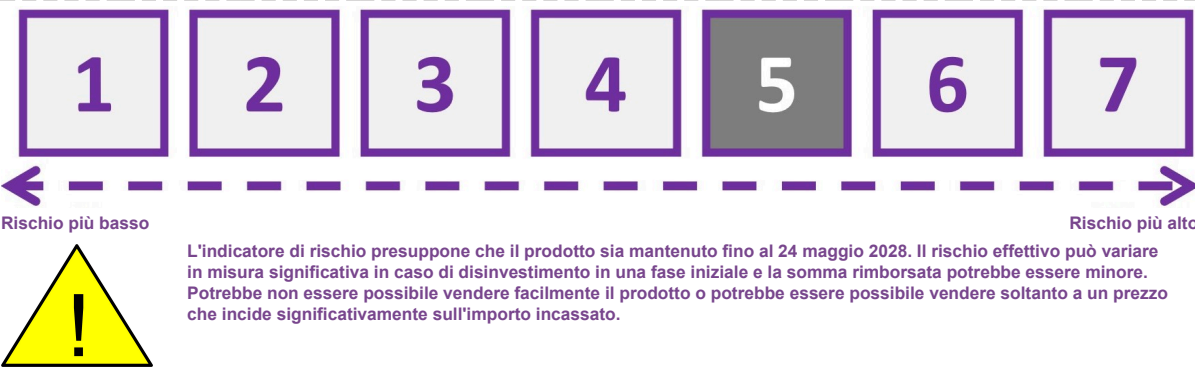 1 2 3 4 5 6 7
Rischio più basso Rischio più alto
L'indicatore di rischio presuppone che il prodotto sia mantenuto fino al 24 maggio 2028. Il rischio effettivo può variare
in misura significativa in caso di disinvestimento in una fase iniziale e la somma rimborsata potrebbe essere minore.
Potrebbe non essere possibile vendere facilmente il prodotto o potrebbe essere possibile vendere soltanto a un prezzo
che incide significativamente sull'importo incassato.
!